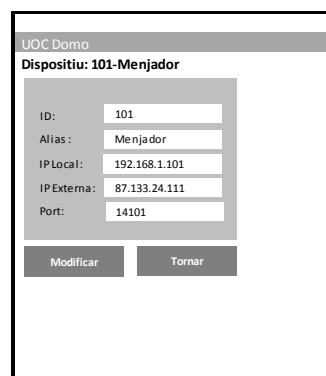 UOC Domo
Dispositiu: 101-Menjador
ID: 101
Alias: Menjador
IP Local: 192.168.1.101
IP Externa: 87.133.24.111
Port: 14101
Modificar Tornar